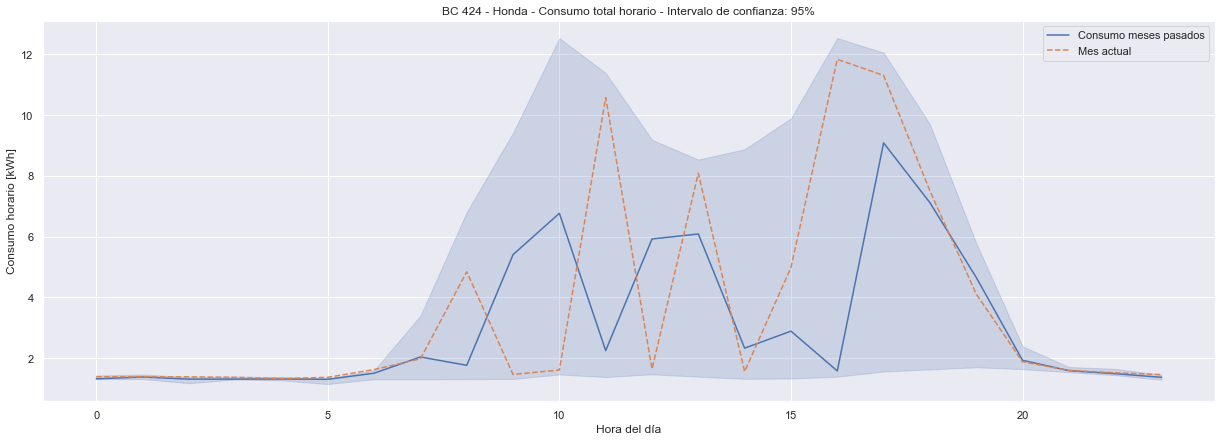 BC 424 - Honda - Consumo total horario - Intervalo de confianza: 95%
Consumo meses pasados
Mes actual
Consumo horario [kWh]
12
10
8
6
4
2
0
5
10
15
20
Hora del día